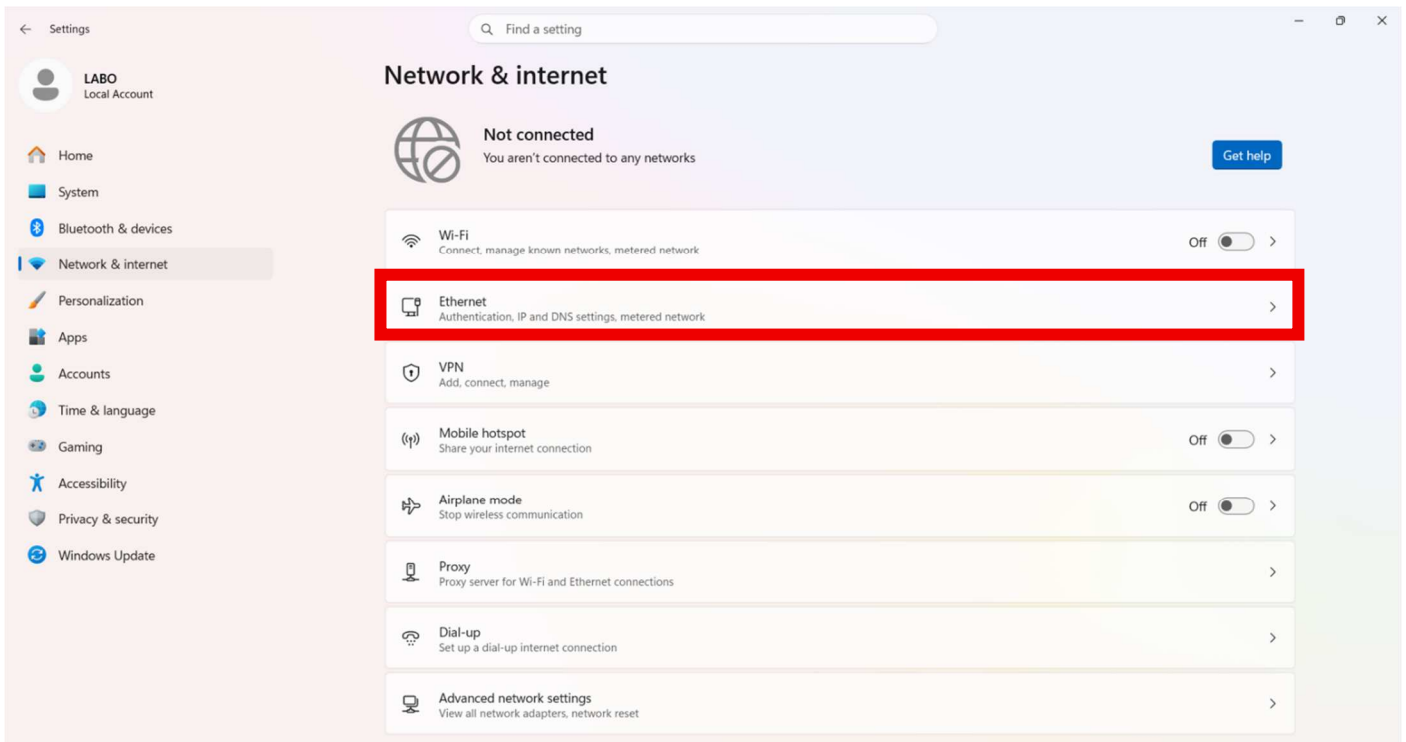 Settings
Find a setting
LABO
Local Account
Home
System
Bluetooth & devices
Network & internet
Personalization
Apps
Accounts
Time & language
Gaming
Accessibility
Privacy & security
Windows Update
Network & internet
Not connected
You aren't connected to any networks
Get help
Wi-Fi
Connect, manage known networks, metered network
Off
Ethernet
Authentication, IP and DNS settings, metered network
VPN
Add, connect, manage
Mobile hotspot
Share your internet connection
Off
Airplane mode
Stop wireless communication
Off
Proxy
Proxy server for Wi-Fi and Ethernet connections
Dial-up
Set up a dial-up internet connection
Advanced network settings
View all network adapters, network reset